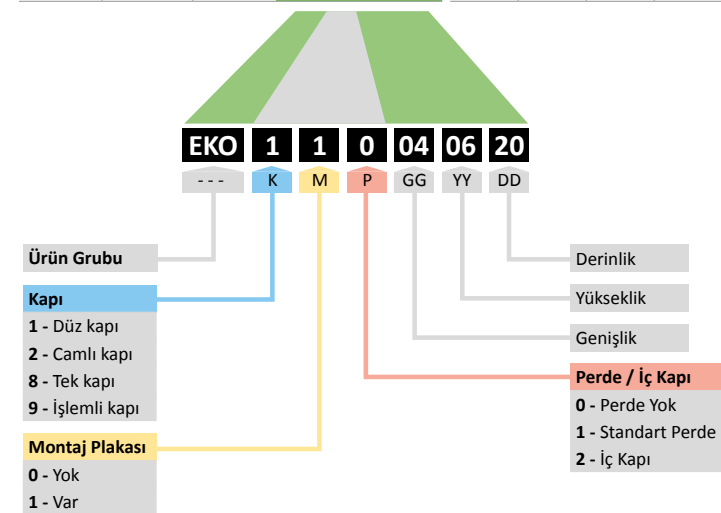 EKO 1 1 0 04 06 20
--- K M P GG YY DD
Ürün Grubu
Kapı
1 - Düz kapı
2 - Camlı kapı
8 - Tek kapı
9 - İşlemli kapı
Montaj Plakası
0 - Yok
1 - Var
Derinlik
Yükseklik
Genişlik
Perde / İç Kapı
0 - Perde Yok
1 - Standart Perde
2 - İç Kapı